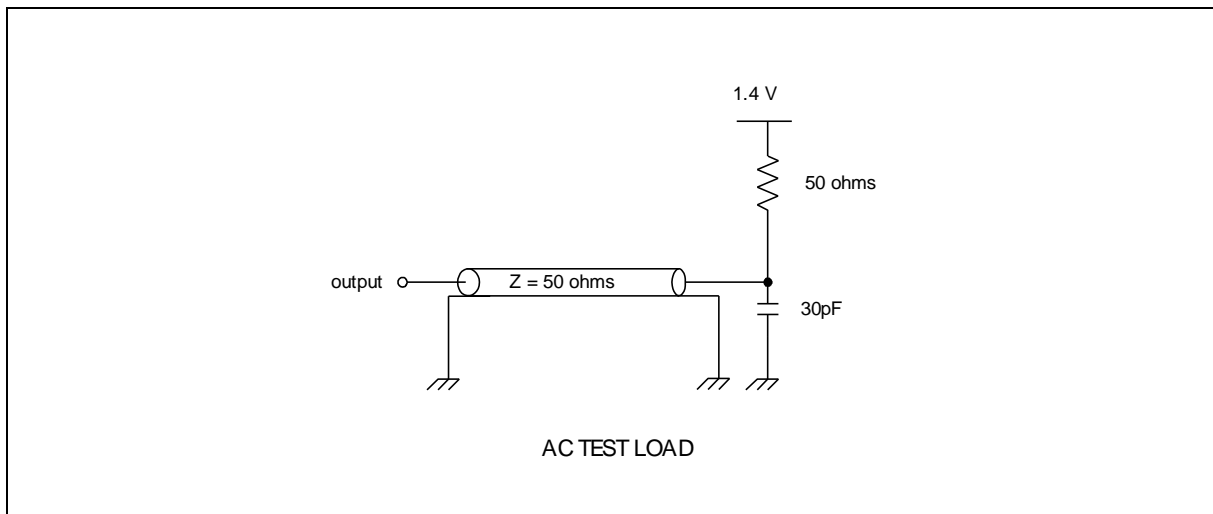 1.4 V
50 ohms
output
Z = 50 ohms
30pF
AC TEST LOAD